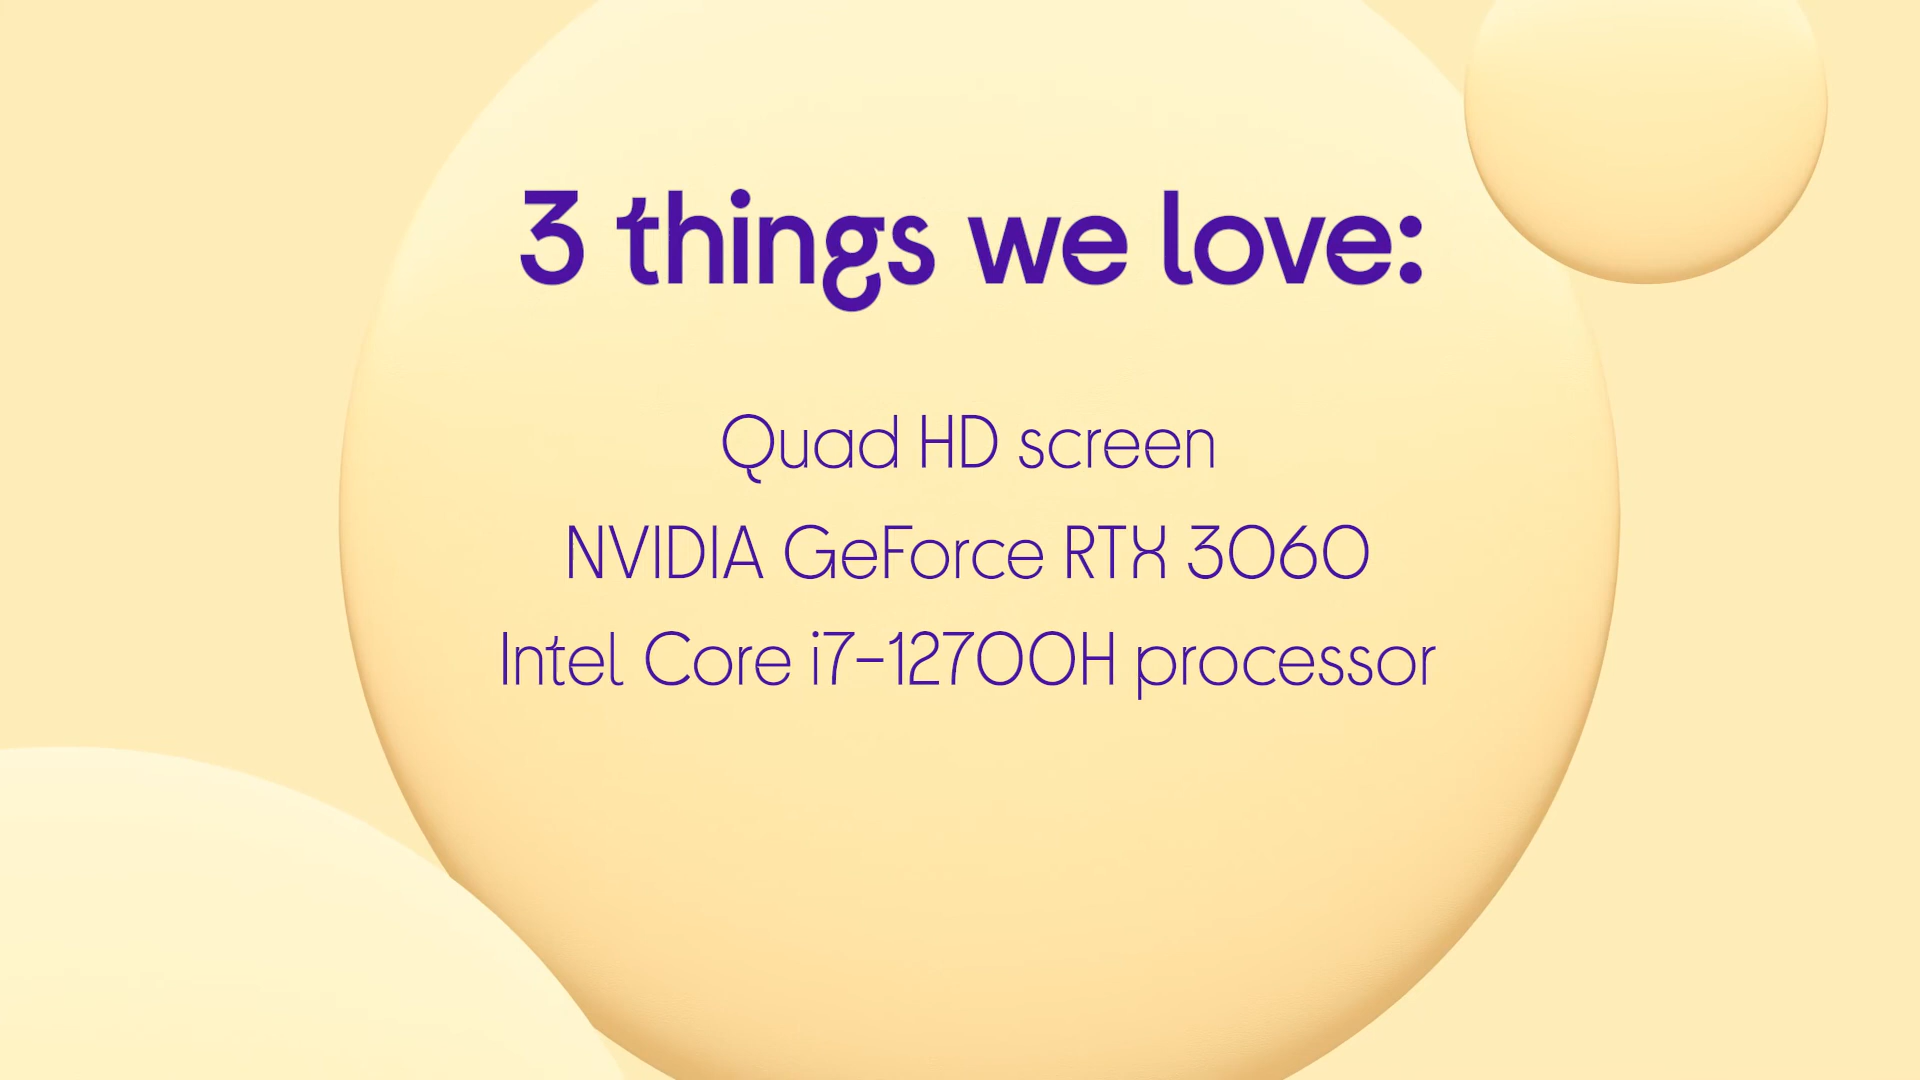 3 things we love:
Quad HD screen
NVIDIA GeForce RTX 3060
Intel Core i7-12700H processor